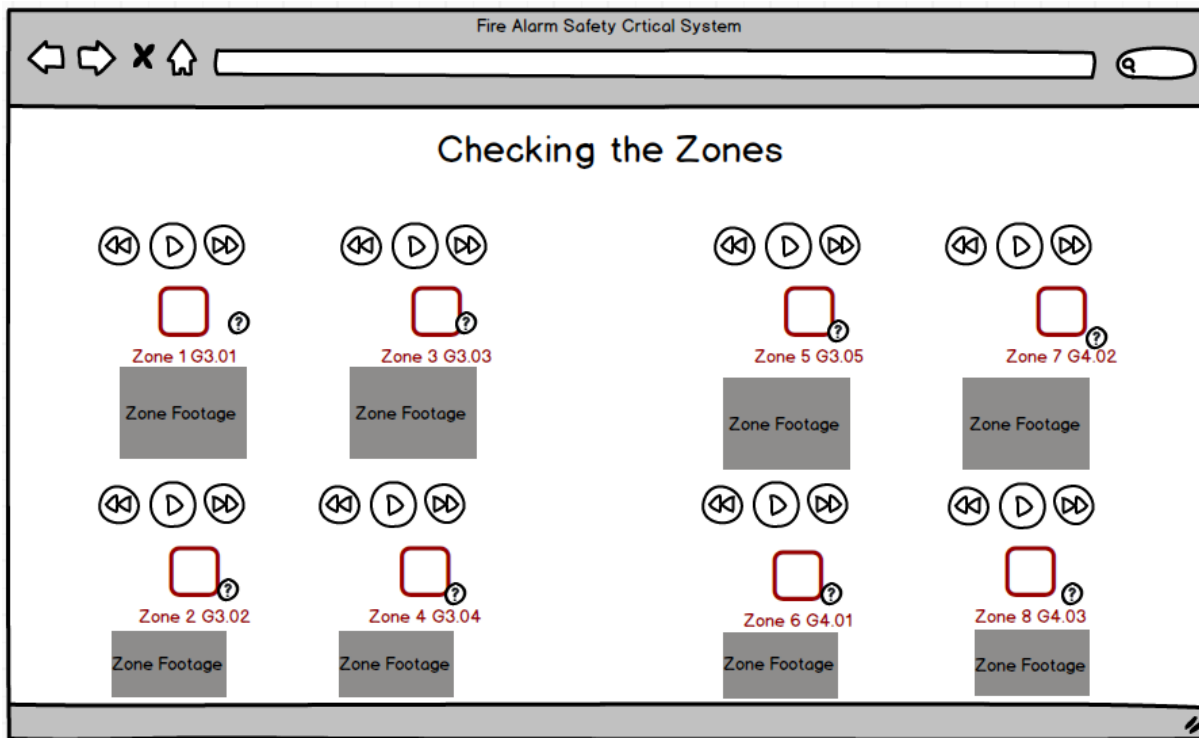 Fire Alarm Safety Crtical System
Checking the Zones
?
?
?
?
Zone 1 G3.01
Zone 3 G3.03
Zone 5 G3.05
Zone 7 G4.02
Zone Footage
Zone Footage
Zone Footage
Zone Footage
?
?
?
?
Zone 2 G3.02
Zone 4 G3.04
Zone 6 G4.01
Zone 8 G4.03
Zone Footage
Zone Footage
Zone Footage
Zone Footage